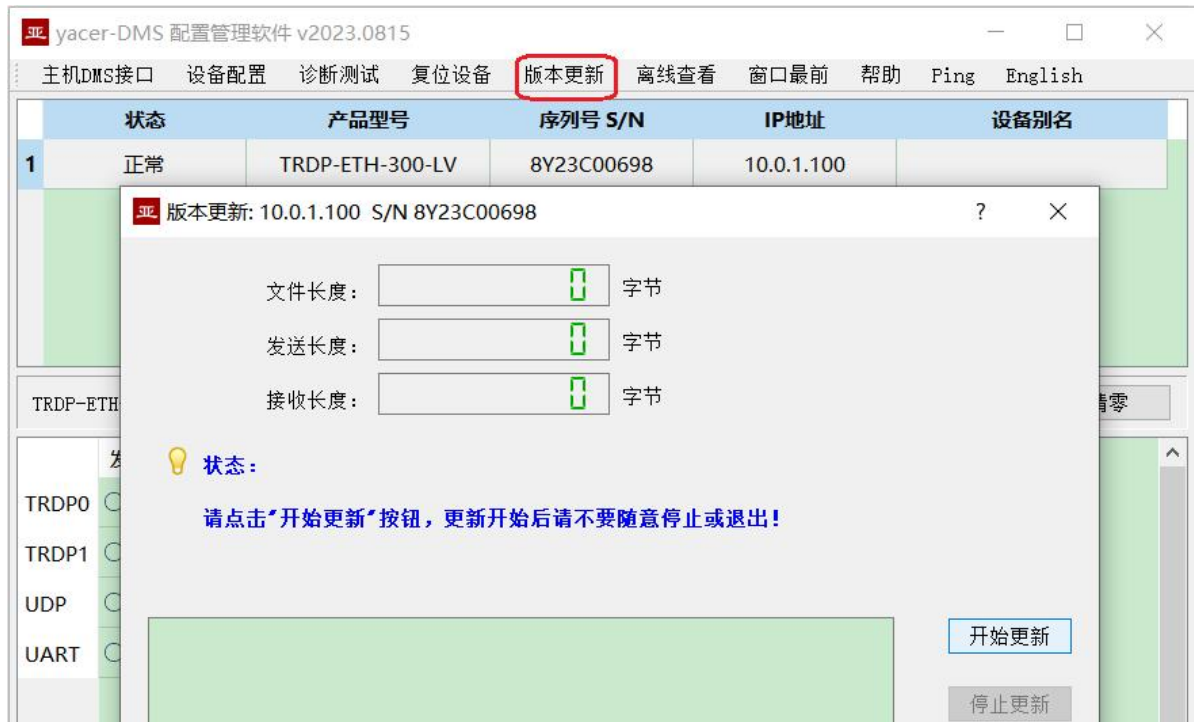 亚 yacer-DMS 配置管理软件 v2023.0815
主机DMS接口 设备配置 诊断测试 复位设备 版本更新 离线查看 窗口最前 帮助 Ping English
状态 产品型号 序列号 S/N IP地址 设备别名
1 正常 TRDP-ETH-300-LV 8Y23C00698 10.0.1.100
亚 版本更新: 10.0.1.100 S/N 8Y23C00698 ?
文件长度: 0 字节
发送长度: 0 字节
接收长度: 0 字节
TRDP-ETH 清零
状态:
请点击"开始更新"按钮，更新开始后请不要随意停止或退出!
TRDP0
TRDP1
UDP
UART
开始更新
停止更新